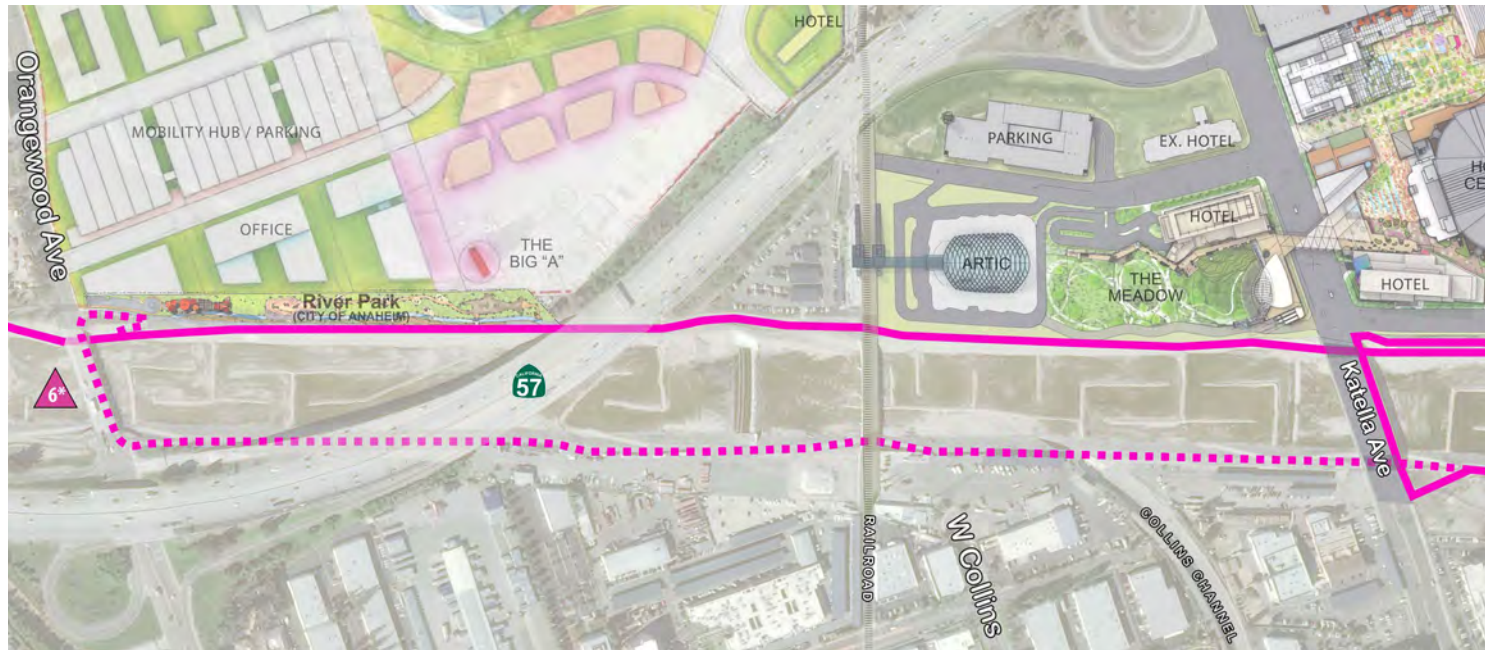 HOTEL
Orangewood Ave
MOBILITY HUB / PARKING
PARKING
EX. HOTEL
OFFICE
THE
BIG "A"
HOTEL
ARTIC
THE
MEADOW
HOTEL
River Park
(CITY OF ANAHEIM)
6*
CALIFORNIA
57
Katella Ave
RAILROAD
W Collins
COLLINS CHANNEL